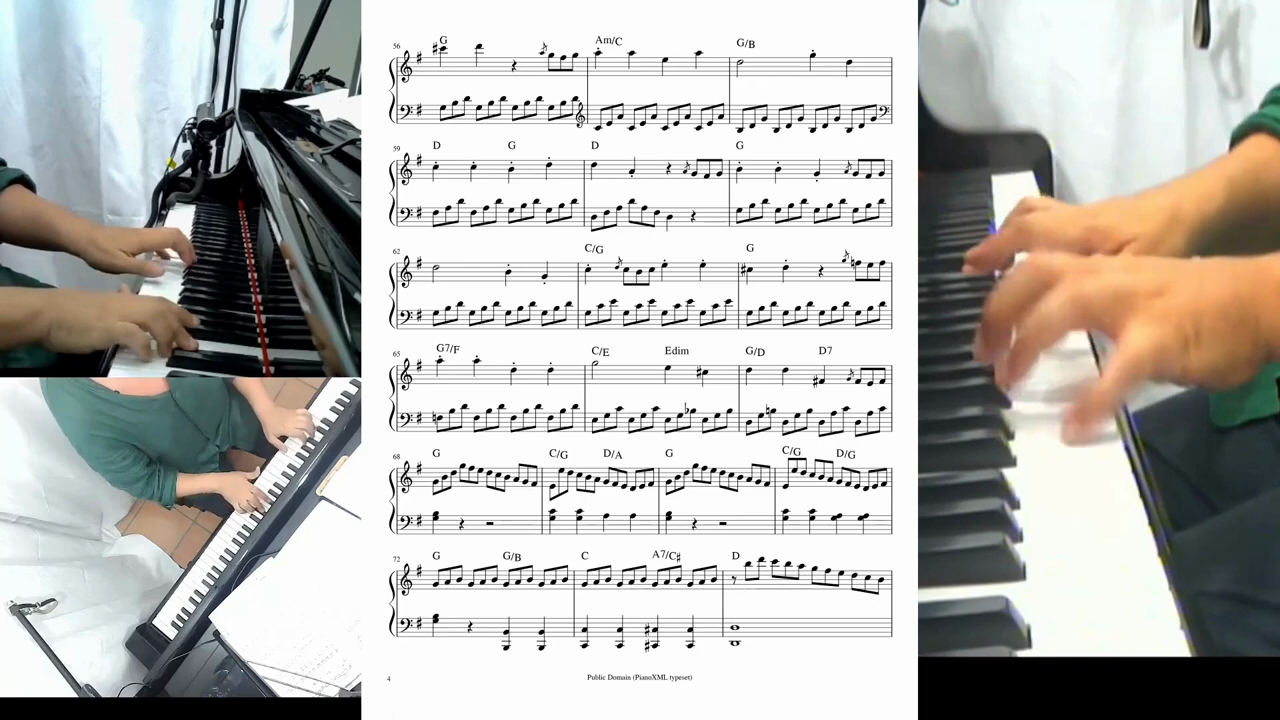 G Am/C G/B
56
D G D G
59
C/G G
62
G7/F C/E Edim G/D D7
65
G C/G D/A G C/G D/G
68
G G/B C A7/C♯ D
72
4 Public Domain (PianoXML typeset)